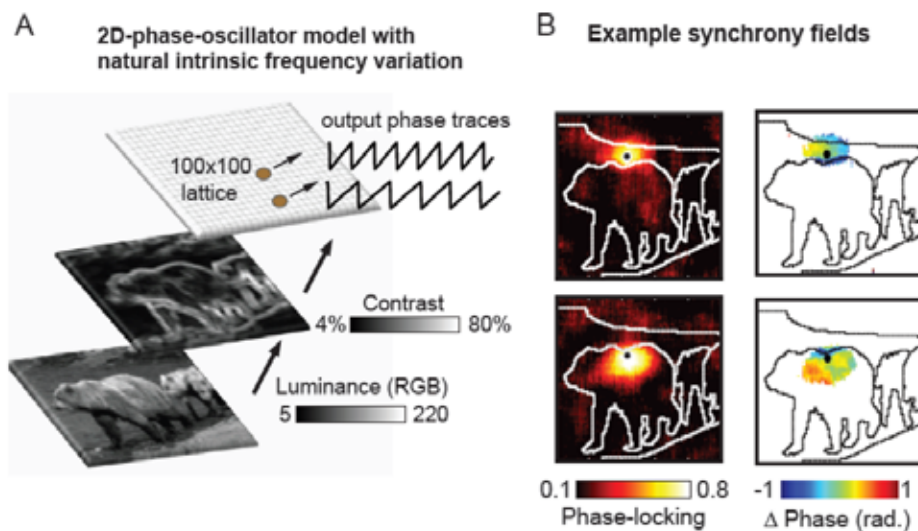 A
2D-phase-oscillator model with
natural intrinsic frequency variation
output phase traces
100x100
lattice
Contrast
4% 80%
Luminance (RGB)
5 220
B
Example synchrony fields
0.1 0.8
Phase-locking
-1 1
Δ Phase (rad.)